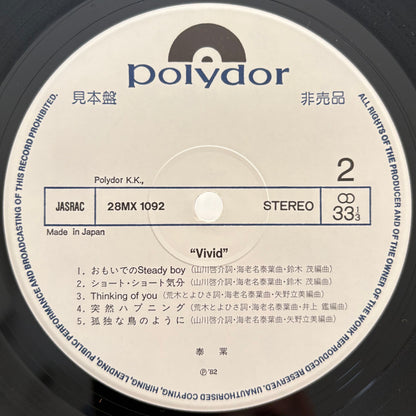 polydor
見本盤
非売品
2
Polydor K.K.,
JASRAC
28MX 1092
STEREO
33 1/3
Made in Japan
"Vivid"
1. おもいでのSteady boy (山川啓介詞・海老名泰葉曲・鈴木 茂編曲)
2. ショート・ショート気分 (山川啓介詞・海老名泰葉曲・鈴木 茂編曲)
3. Thinking of you (荒木とよひさ詞・海老名泰葉曲・矢野立美編曲)
4. 突然ハプニング (荒木とよひさ詞・海老名泰葉曲・井上 鑑編曲)
5. 孤独な鳥のように (山川啓介詞・海老名泰葉曲・矢野立美編曲)
泰葉
Ⓟ '82
ALL RIGHTS OF THE PRODUCER AND OF THE OWNER OF THE WORK REPRODUCED RESERVED. UNAUTHORISED COPYING, HIRING, LENDING, PUBLIC PERFORMANCE AND BROADCASTING OF THIS RECORD PROHIBITED.